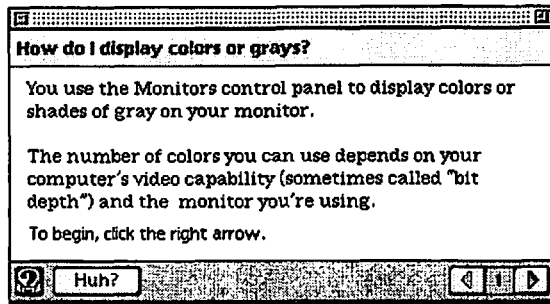 How do I display colors or grays?
You use the Monitors control panel to display colors or
shades of gray on your monitor.
The number of colors you can use depends on your
computer's video capability (sometimes called "bit
depth") and the monitor you're using.
To begin, click the right arrow.
Huh? 1